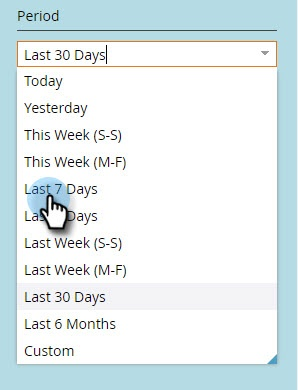 Period
Last 30 Days
Today
Yesterday
This Week (S-S)
This Week (M-F)
Last 7 Days
Days
Last Week (S-S)
Last Week (M-F)
Last 30 Days
Last 6 Months
Custom